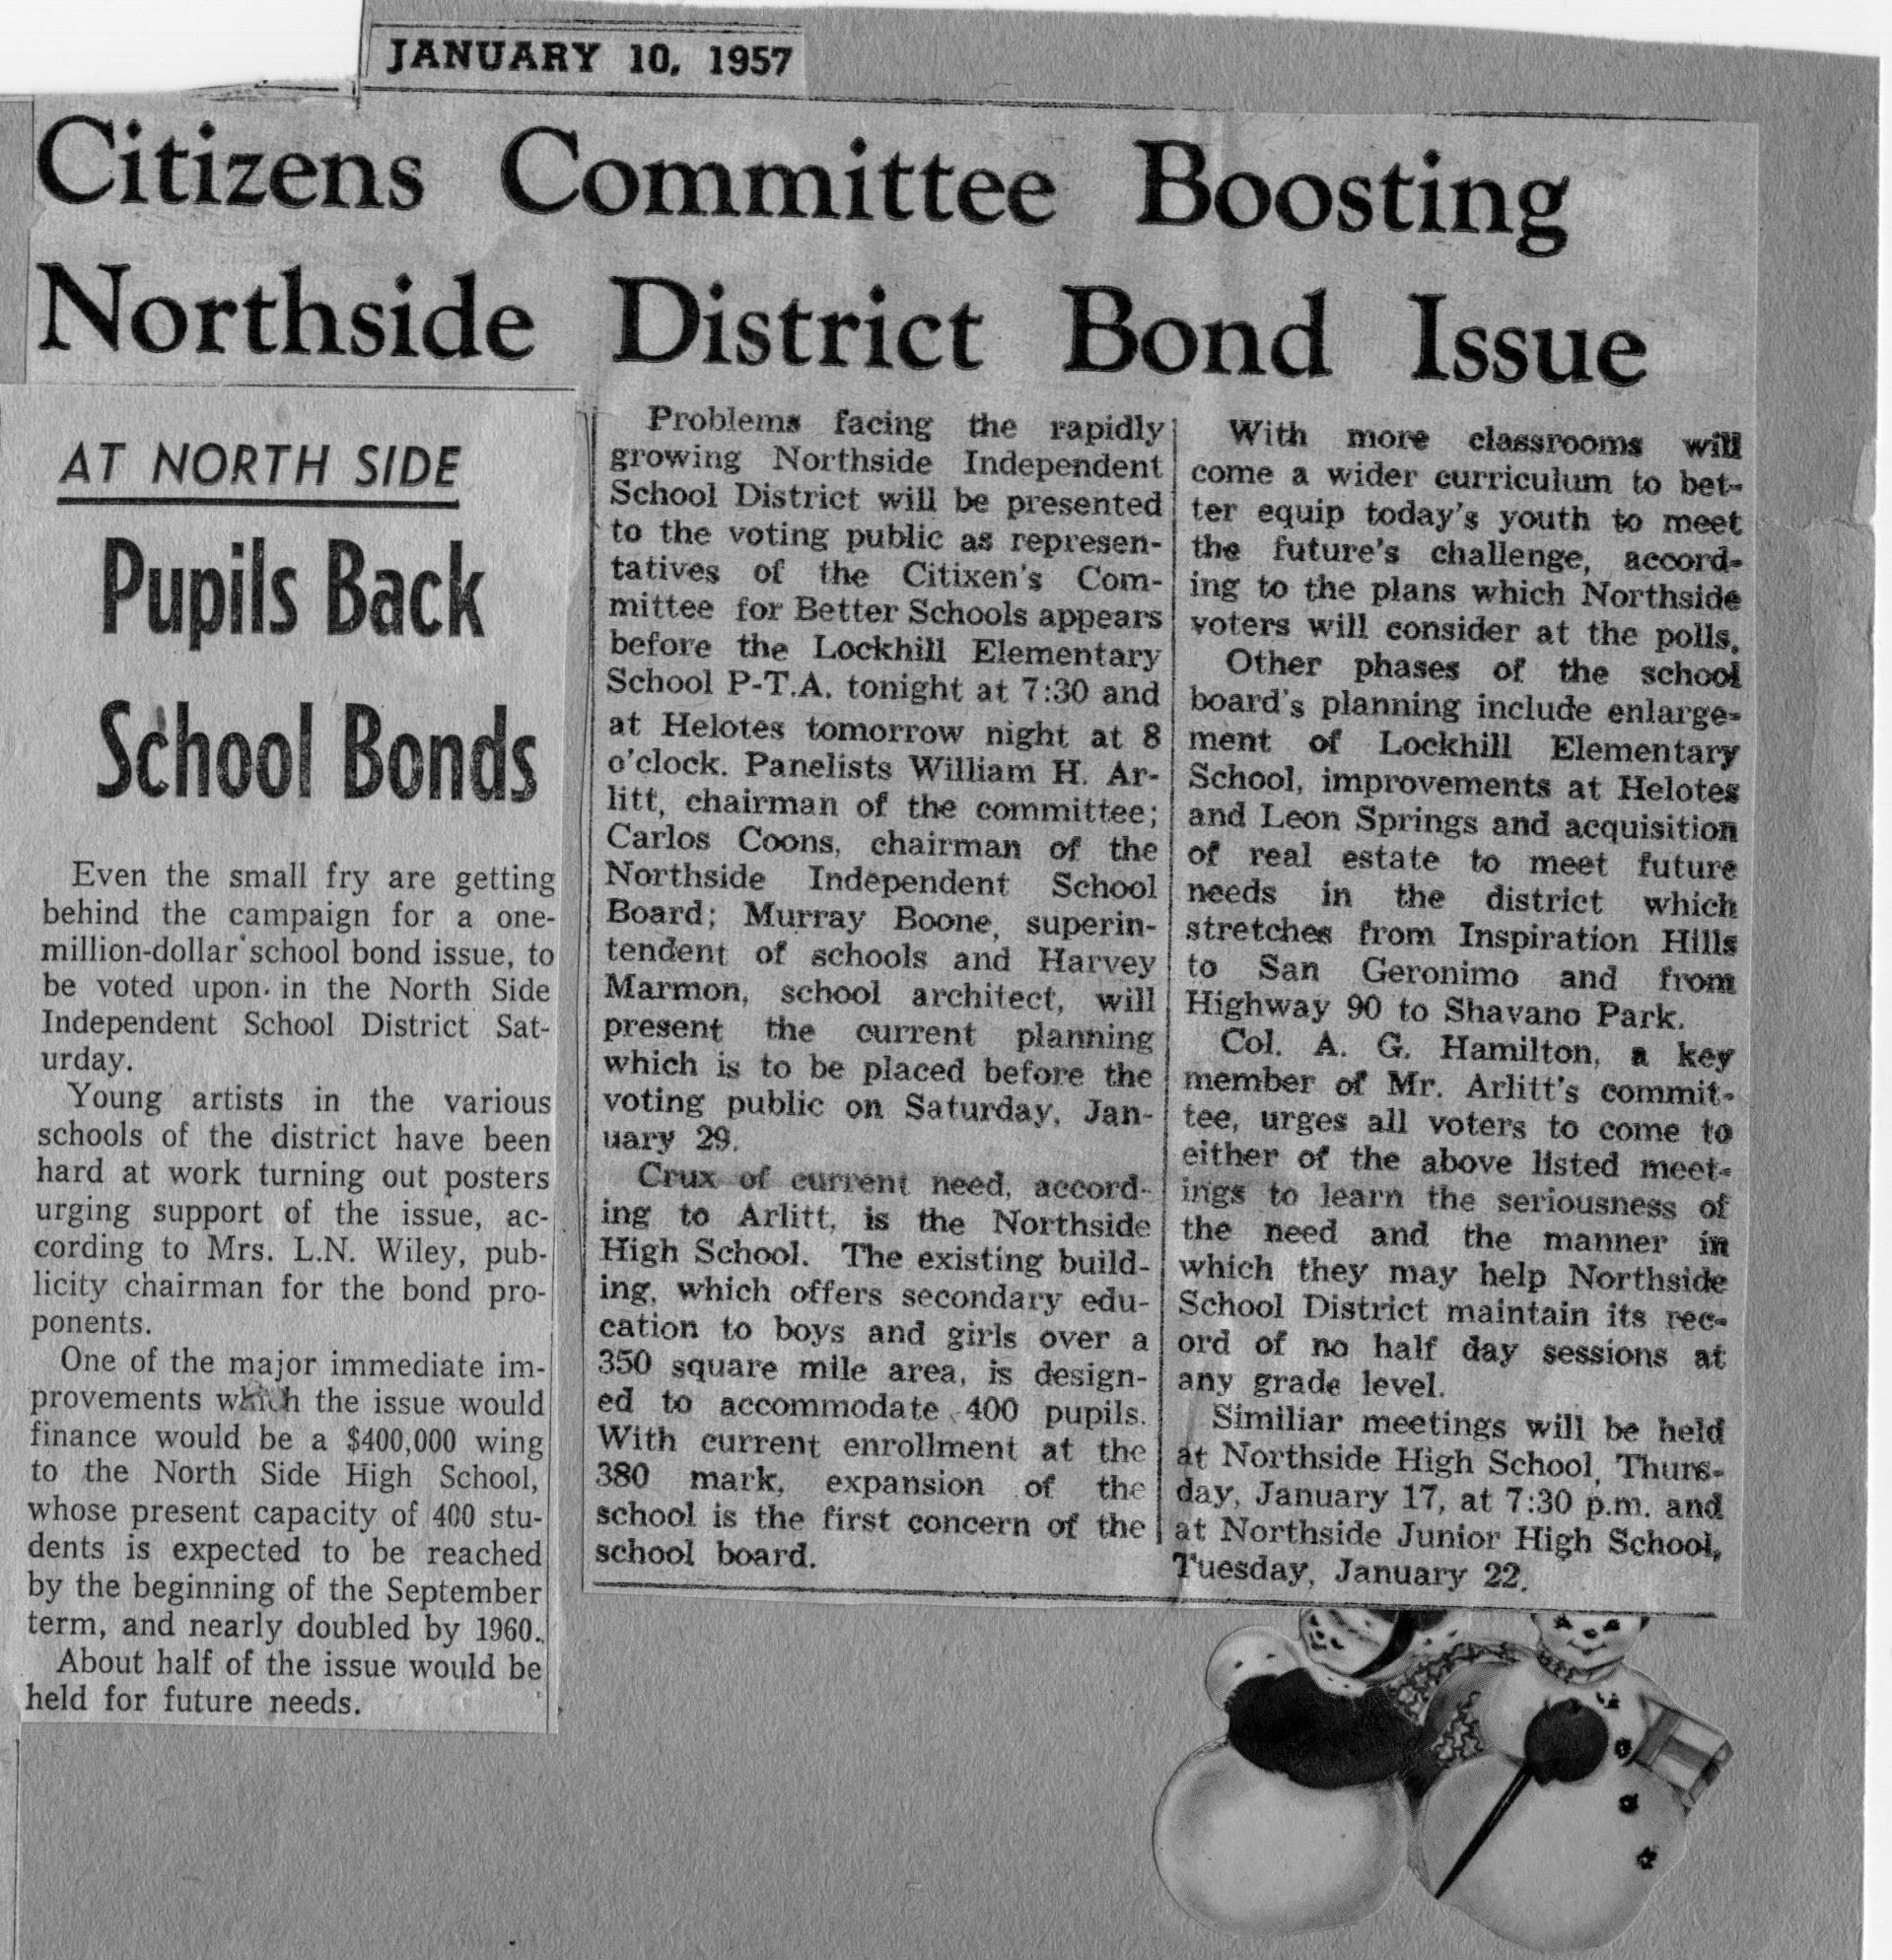 JANUARY 10, 1957
Citizens Committee Boosting
Northside District Bond Issue
AT NORTH SIDE
Pupils Back
School Bonds
Even the small fry are getting
behind the campaign for a one-
million-dollar school bond issue, to
be voted upon in the North Side
Independent School District Sat-
urday.
Young artists in the various
schools of the district have been
hard at work turning out posters
urging support of the issue, ac-
cording to Mrs. L.N. Wiley, pub-
licity chairman for the bond pro-
ponents.
One of the major immediate im-
provements which the issue would
finance would be a $400,000 wing
to the North Side High School,
whose present capacity of 400 stu-
dents is expected to be reached
by the beginning of the September
term, and nearly doubled by 1960.
About half of the issue would be
held for future needs.
Problems facing the rapidly
growing Northside Independent
School District will be presented
to the voting public as represen-
tatives of the Citixen's Com-
mittee for Better Schools appears
before the Lockhill Elementary
School P-T.A. tonight at 7:30 and
at Helotes tomorrow night at 8
o'clock. Panelists William H. Ar-
litt, chairman of the committee;
Carlos Coons, chairman of the
Northside Independent School
Board; Murray Boone, superin-
tendent of schools and Harvey
Marmon, school architect, will
present the current planning
which is to be placed before the
voting public on Saturday, Jan-
uary 29.
Crux of current need, accord-
ing to Arlitt, is the Northside
High School. The existing build-
ing, which offers secondary edu-
cation to boys and girls over a
350 square mile area, is design-
ed to accommodate 400 pupils.
With current enrollment at the
380 mark, expansion of the
school is the first concern of the
school board.
With more classrooms will
come a wider curriculum to bet-
ter equip today's youth to meet
the future's challenge, accord-
ing to the plans which Northside
voters will consider at the polls.
Other phases of the school
board's planning include enlarge-
ment of Lockhill Elementary
School, improvements at Helotes
and Leon Springs and acquisition
of real estate to meet future
needs in the district which
stretches from Inspiration Hills
to San Geronimo and from
Highway 90 to Shavano Park.
Col. A. G. Hamilton, a key
member of Mr. Arlitt's commit-
tee, urges all voters to come to
either of the above listed meet-
ings to learn the seriousness of
the need and the manner in
which they may help Northside
School District maintain its rec-
ord of no half day sessions at
any grade level.
Similiar meetings will be held
at Northside High School, Thurs-
day, January 17, at 7:30 p.m. and
at Northside Junior High School,
Tuesday, January 22.